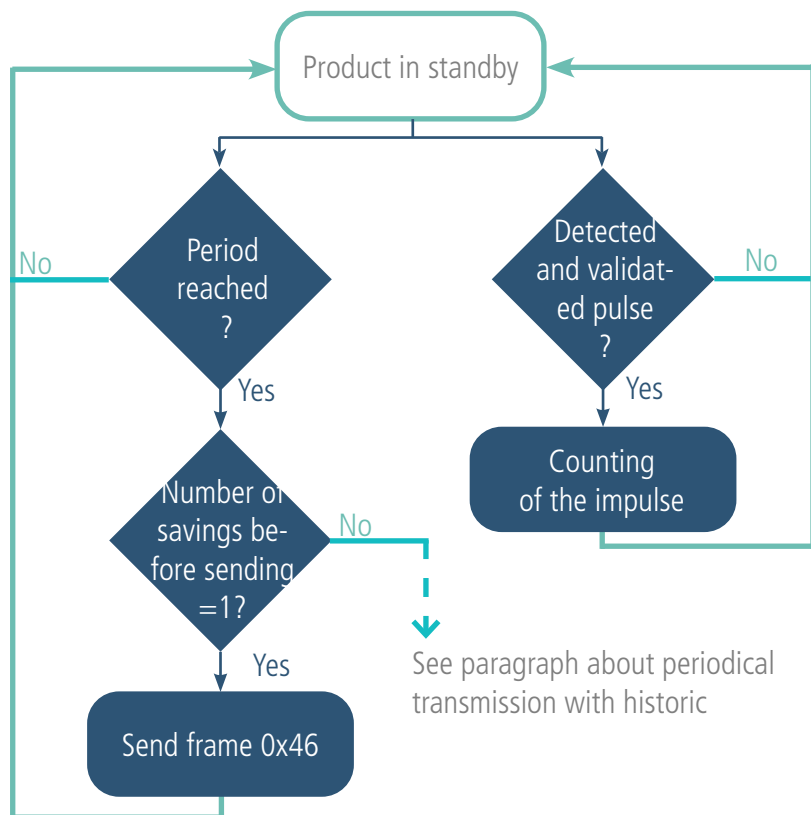 Product in standby
Period
reached
?
No
Yes
Detected
and validat-
ed pulse
?
No
Yes
Counting
of the impulse
Number of
savings be-
fore sending
=1?
No
See paragraph about periodical
transmission with historic
Yes
Send frame 0x46